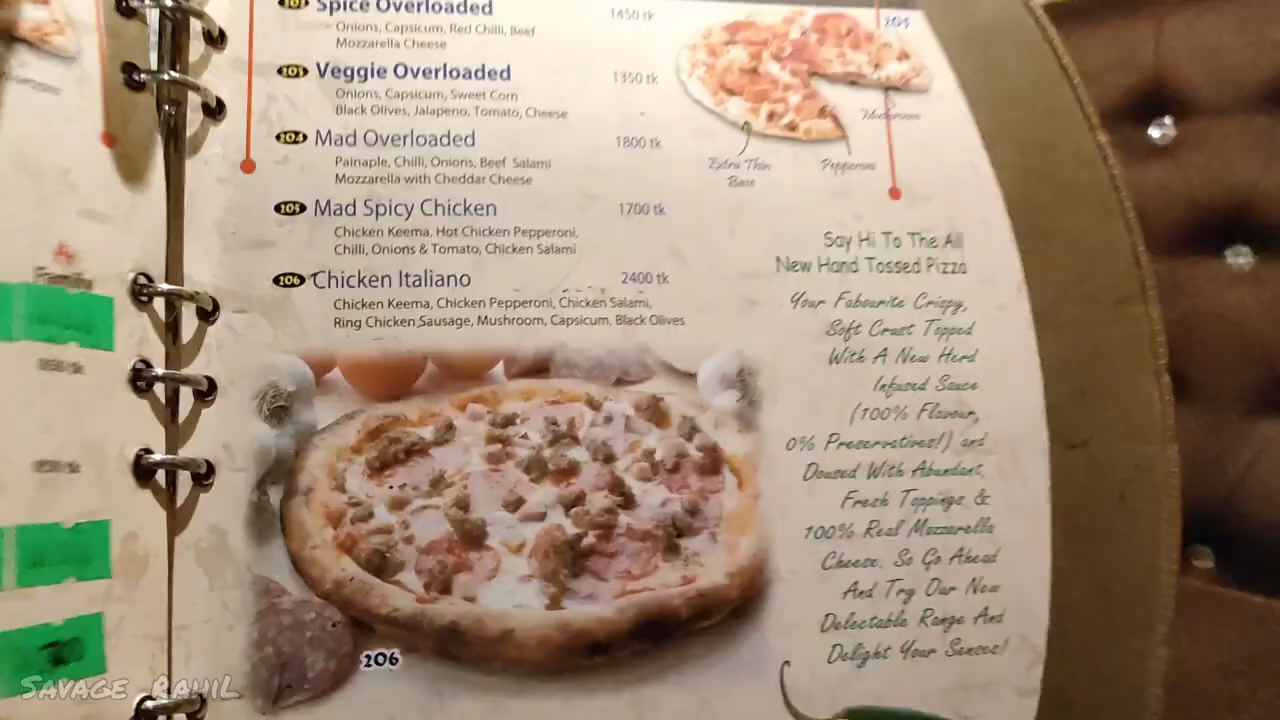 Spice Overloaded 1450 tk
Onions, Capsicum, Red Chilli, Beef
Mozzarella Cheese
Veggie Overloaded 1350 tk
Onions, Capsicum, Sweet Corn
Black Olives, Jalapeno, Tomato, Cheese
204 Mad Overloaded 1800 tk
Painaple, Chilli, Onions, Beef Salami
Mozzarella with Cheddar Cheese
205 Mad Spicy Chicken 1700 tk
Chicken Keema, Hot Chicken Pepperoni,
Chilli, Onions & Tomato, Chicken Salami
206 Chicken Italiano 2400 tk
Chicken Keema, Chicken Pepperoni, Chicken Salami,
Ring Chicken Sausage, Mushroom, Capsicum, Black Olives
206
Mushroom
Extra Thin
Base
Pepperoni
Say Hi To The All
New Hand Tossed Pizza
Your Fabourite Crispy,
Soft Crust Topped
With A New Herd
Infused Sauce
(100% Flavour,
0% Preservatives!) and
Doused With Abundant,
Fresh Toppings &
100% Real Mozzarella
Cheese. So Go Ahead
And Try Our New
Delectable Range And
Delight Your Senses!
Family
SAVAGE RAHIL